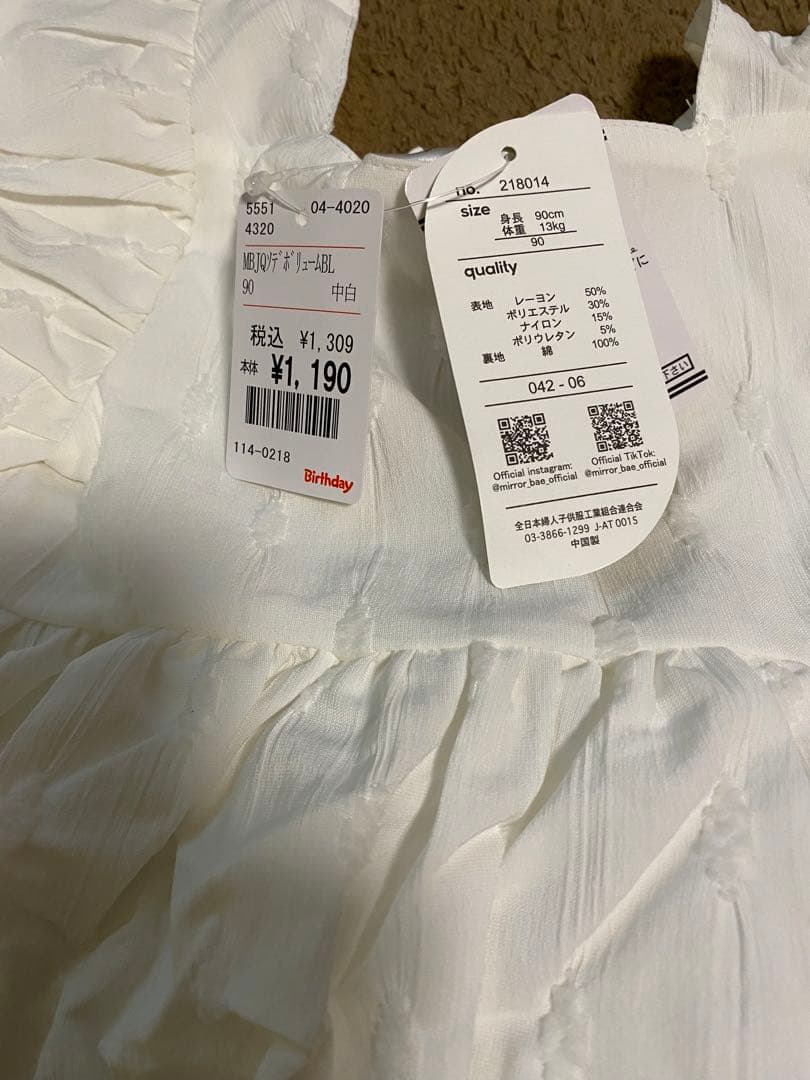 5551 04-4020
4320
MBJQソデボリュームBL
90 中白
税込 ¥1,309
本体 ¥1,190
114-0218
Birthday
no. 218014
size 身長 90cm
体重 13kg
90
quality
表地 レーヨン 50%
ポリエステル 30%
ナイロン 15%
ポリウレタン 5%
裏地 綿 100%
042-06
Official instagram:
@mirror_bae_official
Official TikTok:
@mirror_bae_official
全日本婦人子供服工業組合連合会
03-3866-1299 J-AT 0015
中国製
に
下さい